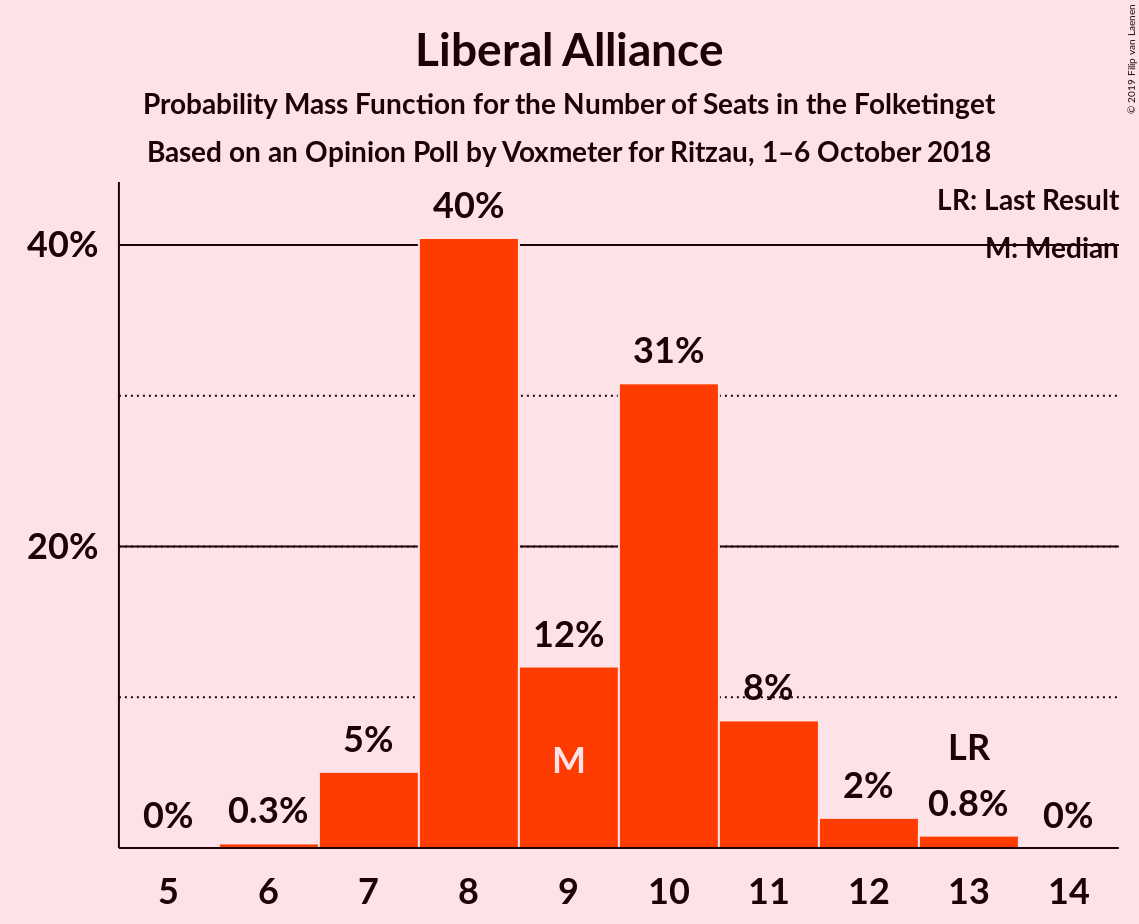 Liberal Alliance
Probability Mass Function for the Number of Seats in the Folketinget
Based on an Opinion Poll by Voxmeter for Ritzau, 1–6 October 2018
© 2019 Filip van Laenen
LR: Last Result
M: Median
40%
20%
0%
0.3%
5%
40%
12%
M
31%
8%
2%
LR
0.8%
0%
5 6 7 8 9 10 11 12 13 14